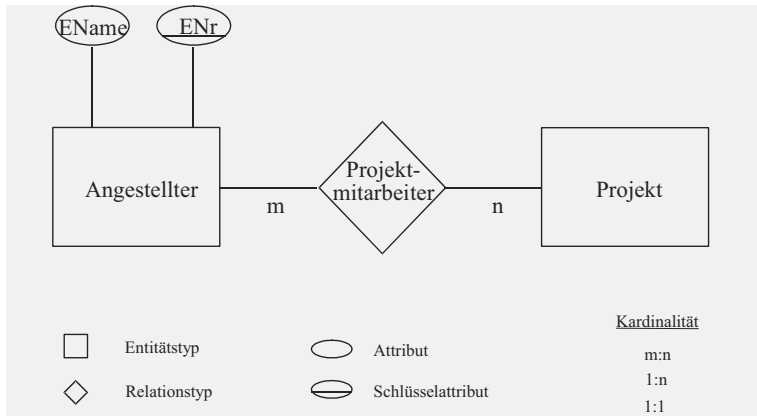 EName
ENr
Angestellter
Projekt-
mitarbeiter
Projekt
m
n
Kardinalität
Entitätstyp
Attribut
m:n
Relationstyp
Schlüsselattribut
1:n
1:1